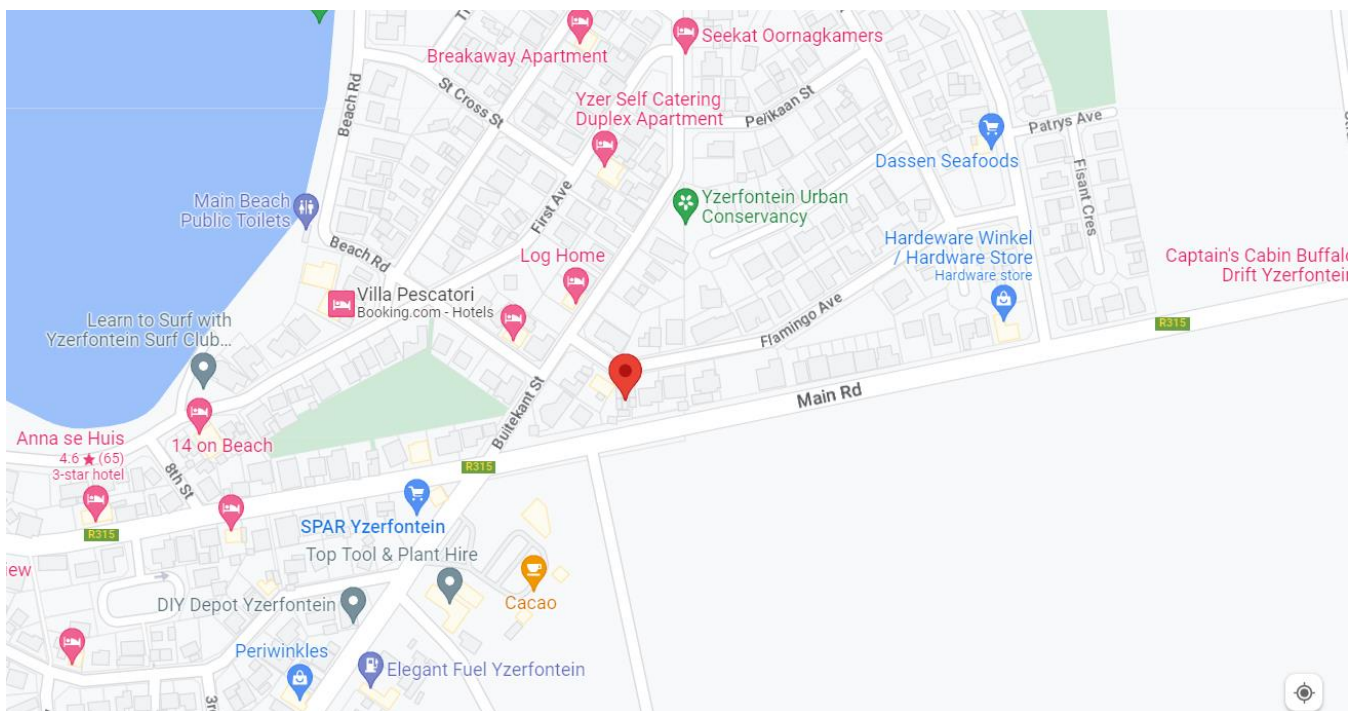 Seekat Oornagkamers
Breakaway Apartment
Beach Rd
St Cross St
Yzer Self Catering
Duplex Apartment
Pelikaan St
Patrys Ave
Dassen Seafoods
Fisant Cres
Main Beach
Public Toilets
First Ave
Yzerfontein Urban
Conservancy
Beach Rd
Log Home
Hardeware Winkel
/ Hardware Store
Hardware store
Captain's Cabin Buffalo
Drift Yzerfontein
Villa Pescatori
Booking.com - Hotels
Learn to Surf with
Yzerfontein Surf Club...
Flamingo Ave
R315
Main Rd
Buitekant St
Anna se Huis
4.6 ★ (65)
3-star hotel
14 on Beach
8th St
R315
R315
SPAR Yzerfontein
Top Tool & Plant Hire
iew
DIY Depot Yzerfontein
Cacao
Periwinkles
Elegant Fuel Yzerfontein